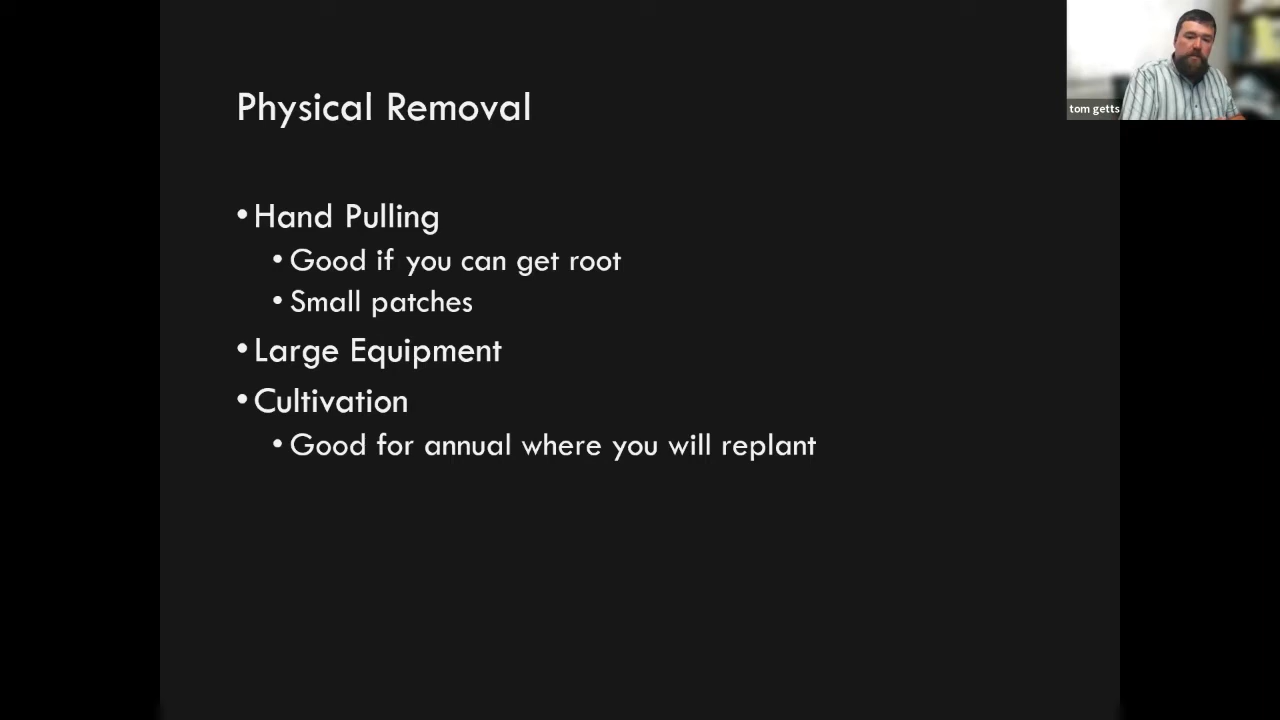 Physical Removal
• Hand Pulling
• Good if you can get root
• Small patches
• Large Equipment
• Cultivation
• Good for annual where you will replant
tom getts